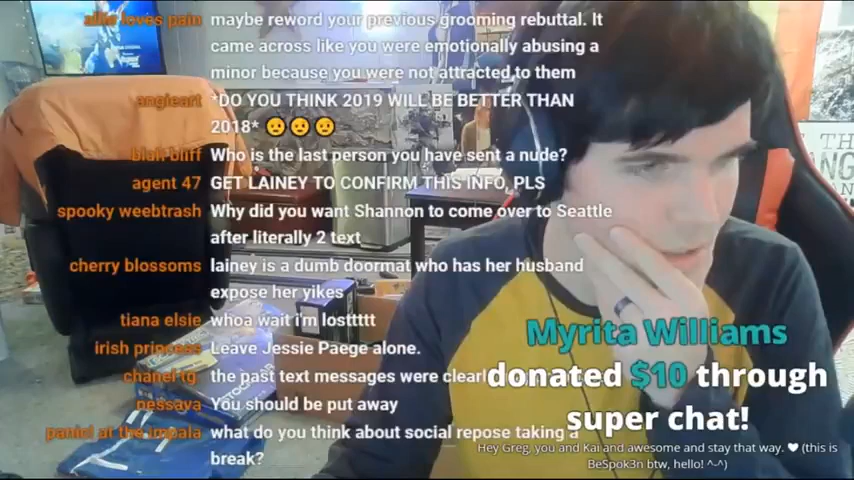 allie loves pain maybe reword your previous grooming rebuttal. It
came across like you were emotionally abusing a
minor because you were not attracted to them
angieart *DO YOU THINK 2019 WILL BE BETTER THAN
2018* 😳😳😳
blah bliff Who is the last person you have sent a nude?
agent 47 GET LAINEY TO CONFIRM THIS INFO, PLS
spooky weebtrash Why did you want Shannon to come over to Seattle
after literally 2 text
cherry blossoms lainey is a dumb doormat who has her husband
expose her yikes
tiana elsie whoa wait i'm losttttt
irish princess Leave Jessie Paege alone.
chanel tg the past text messages were clearl
nessava You should be put away
panic! at the impala what do you think about social repose taking a
break?
Myrita Williams
donated $10 through
super chat!
Hey Greg, you and Kai and awesome and stay that way. ♥ (this is
BeSpok3n btw, hello! ^-^)
THE